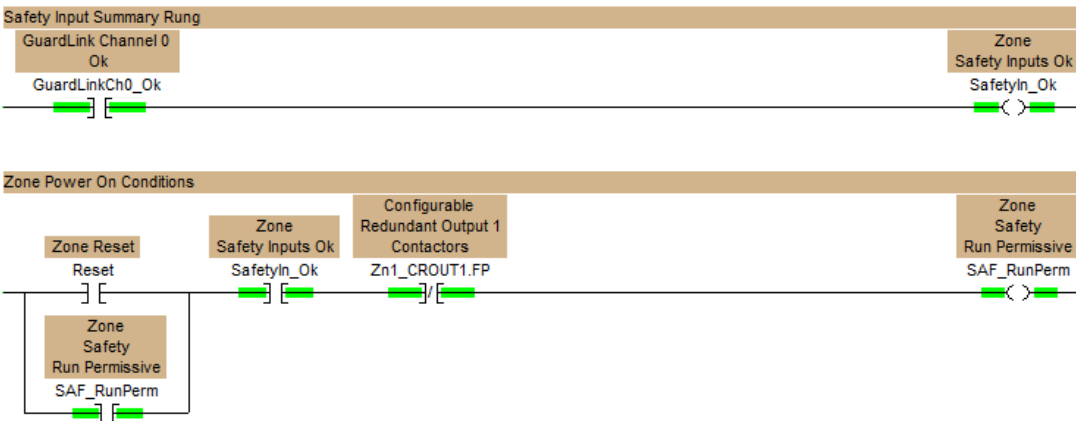 Safety Input Summary Rung
GuardLink Channel 0
Ok
GuardLinkCh0_Ok
Zone
Safety Inputs Ok
SafetyIn_Ok
Zone Power On Conditions
Zone Reset
Reset
Zone
Safety Inputs Ok
SafetyIn_Ok
Configurable
Redundant Output 1
Contactors
Zn1_CROUT1.FP
Zone
Safety
Run Permissive
SAF_RunPerm
Zone
Safety
Run Permissive
SAF_RunPerm